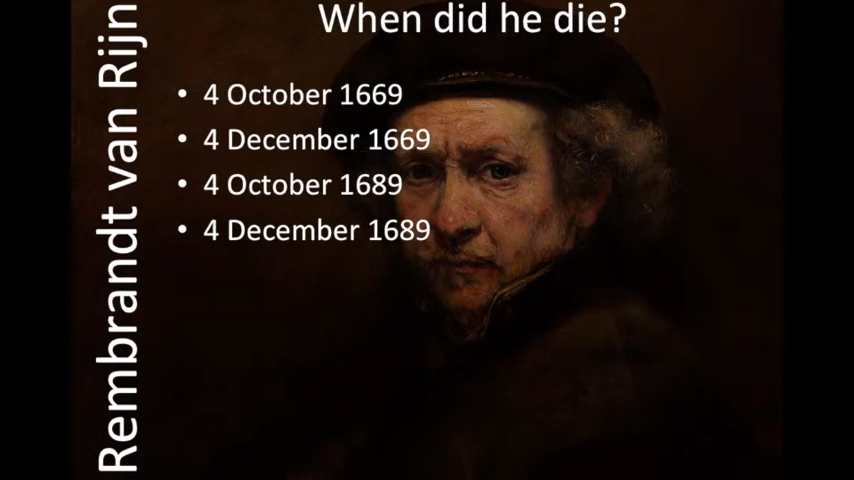 Rembrandt van Rijn
When did he die?
• 4 October 1669
• 4 December 1669
• 4 October 1689
• 4 December 1689